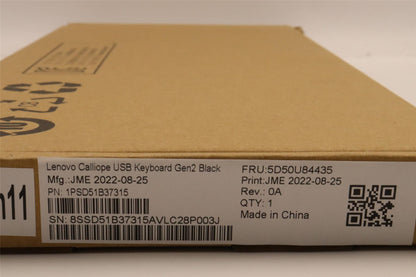 n11
Lenovo Calliope USB Keyboard Gen2 Black
Mfg.:JME 2022-08-25
PN: 1PSD51B37315
SN: 8SSD51B37315AVLC28P003J
FRU:5D50U84435
Print:JME 2022-08-25
Rev.: 0A
QTY: 1
Made in China